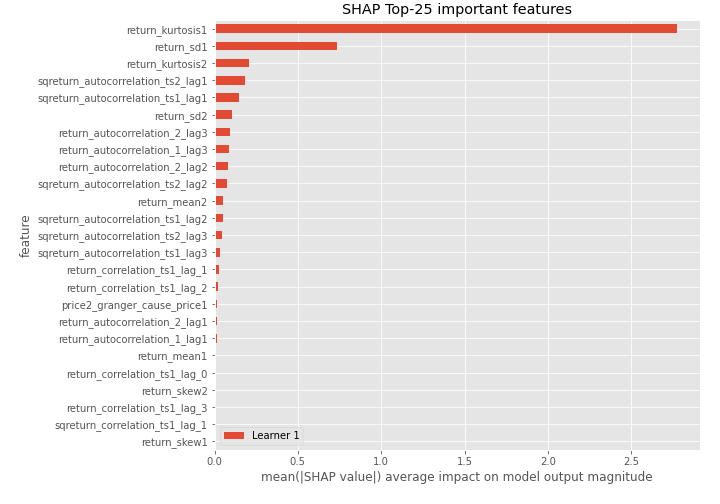 SHAP Top-25 important features
return_kurtosis1
return_sd1
return_kurtosis2
sqreturn_autocorrelation_ts2_lag1
sqreturn_autocorrelation_ts1_lag1
return_sd2
return_autocorrelation_2_lag3
return_autocorrelation_1_lag3
return_autocorrelation_2_lag2
sqreturn_autocorrelation_ts2_lag2
return_mean2
sqreturn_autocorrelation_ts1_lag2
sqreturn_autocorrelation_ts2_lag3
sqreturn_autocorrelation_ts1_lag3
return_correlation_ts1_lag_1
return_correlation_ts1_lag_2
price2_granger_cause_price1
return_autocorrelation_2_lag1
return_autocorrelation_1_lag1
return_mean1
return_correlation_ts1_lag_0
return_skew2
return_correlation_ts1_lag_3
sqreturn_correlation_ts1_lag_1
return_skew1
feature
Learner 1
0.0 0.5 1.0 1.5 2.0 2.5
mean(|SHAP value|) average impact on model output magnitude